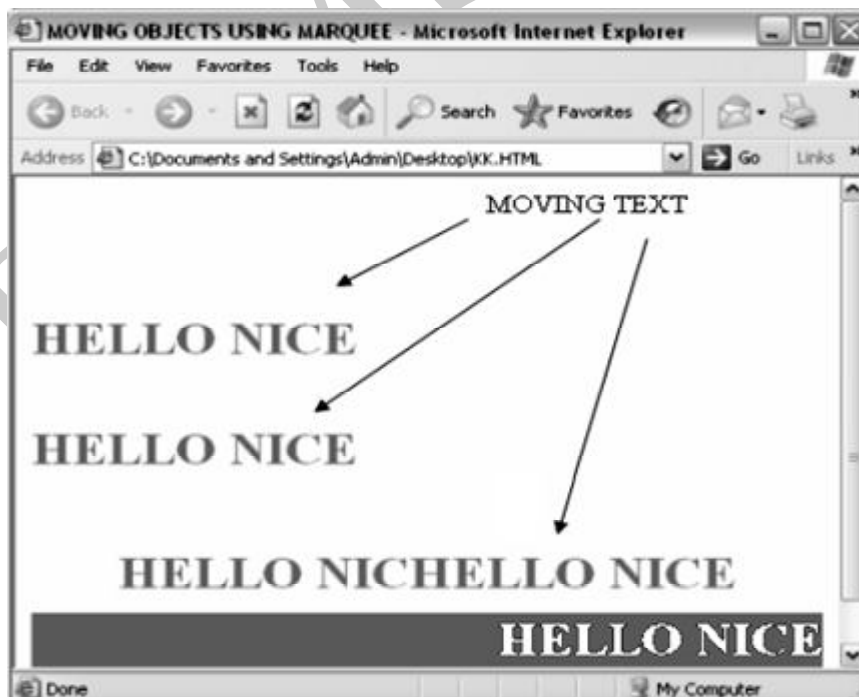 MOVING OBJECTS USING MARQUEE - Microsoft Internet Explorer
File Edit View Favorites Tools Help
Back Search Favorites »
Address C:\Documents and Settings\Admin\Desktop\KK.HTML Go Links »
MOVING TEXT
HELLO NICE
HELLO NICE
HELLO NICHELLO NICE
HELLO NICE
Done My Computer